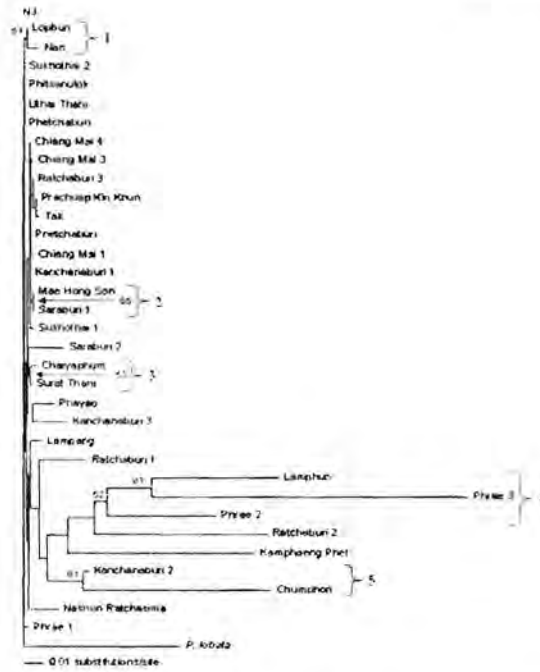 NJ
Lopburi
Nan
1
Sukhothai 2
Phitsanulok
Uthai Thani
Phetchabun
Chiang Mai 4
Chiang Mai 3
Ratchaburi 3
Prachuap Kiri Khun
Tak
Phetchaburi
Chiang Mai 1
Kanchanaburi 1
Mae Hong Son
2
Saraburi 1
Sukhothai 1
Saraburi 2
Chaiyaphum
3
Surat Thani
Phayao
Kanchanaburi 3
Lampang
Ratchaburi 1
Lamphun
Phrae 3
Phrae 2
Ratchaburi 2
Kamphaeng Phet
Kanchanaburi 2
5
Chumphon
Nakhon Ratchasima
Phrae 1
P. lobata
0.01 substitutions/site